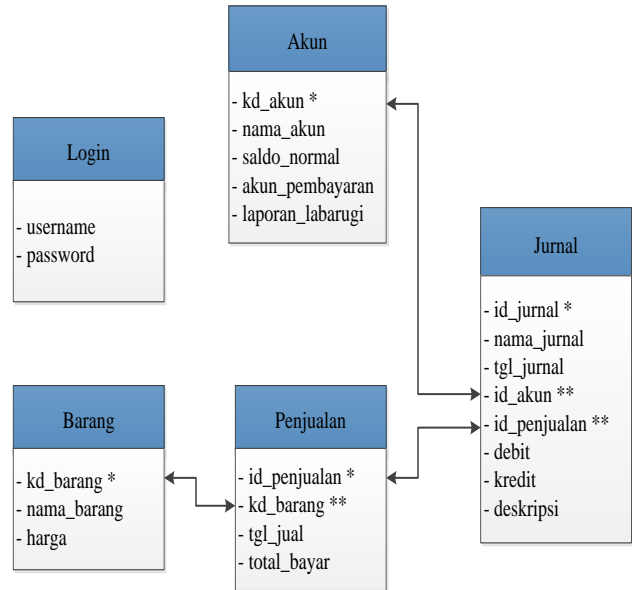 Akun
- kd_akun *
- nama_akun
- saldo_normal
- akun_pembayaran
- laporan_labarugi
Login
- username
- password
Jurnal
- id_jurnal *
- nama_jurnal
- tgl_jurnal
- id_akun **
- id_penjualan **
- debit
- kredit
- deskripsi
Barang
- kd_barang *
- nama_barang
- harga
Penjualan
- id_penjualan *
- kd_barang **
- tgl_jual
- total_bayar